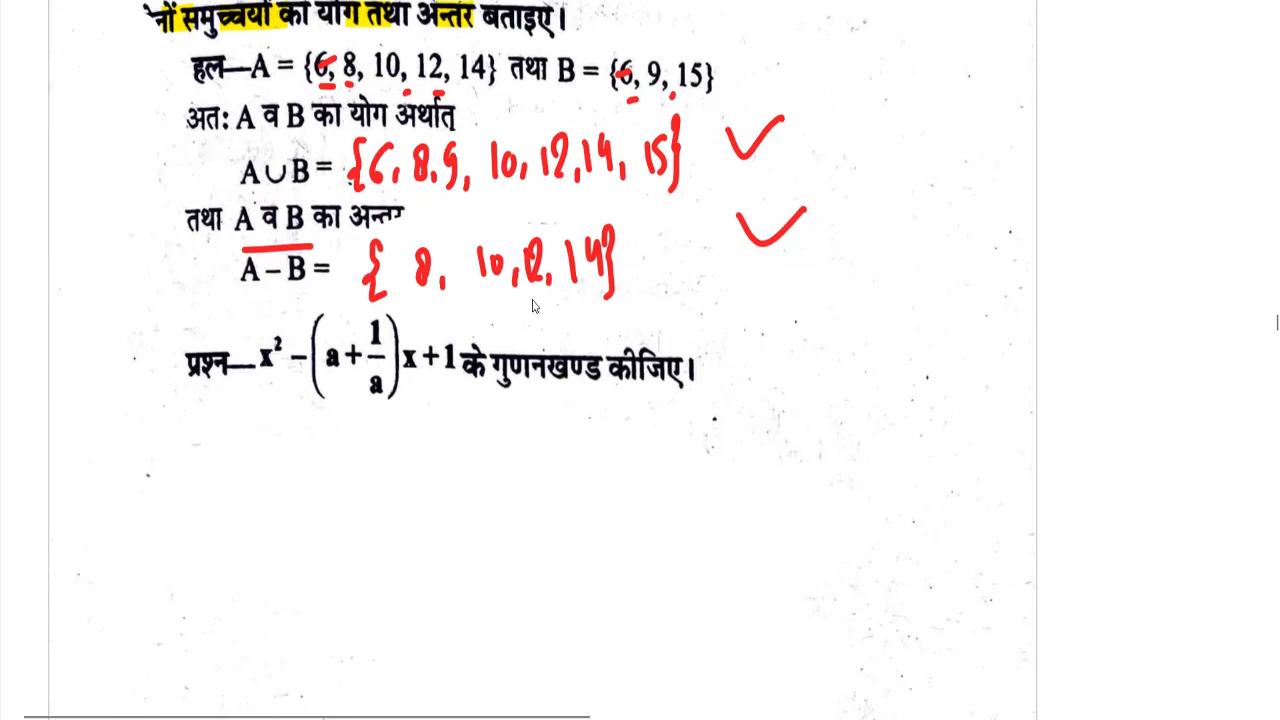 नों समुच्चयों का योग तथा अन्तर बताइए।
हल—A = {6, 8, 10, 12, 14} तथा B = {6, 9, 15}
अतः A व B का योग अर्थात्
A∪B = {6, 8, 9, 10, 12, 14, 15}
तथा A व B का अन्तर
A – B = { 8, 10, 12, 14}
प्रश्न—x² – (a + 1/a) x + 1 के गुणनखण्ड कीजिए।